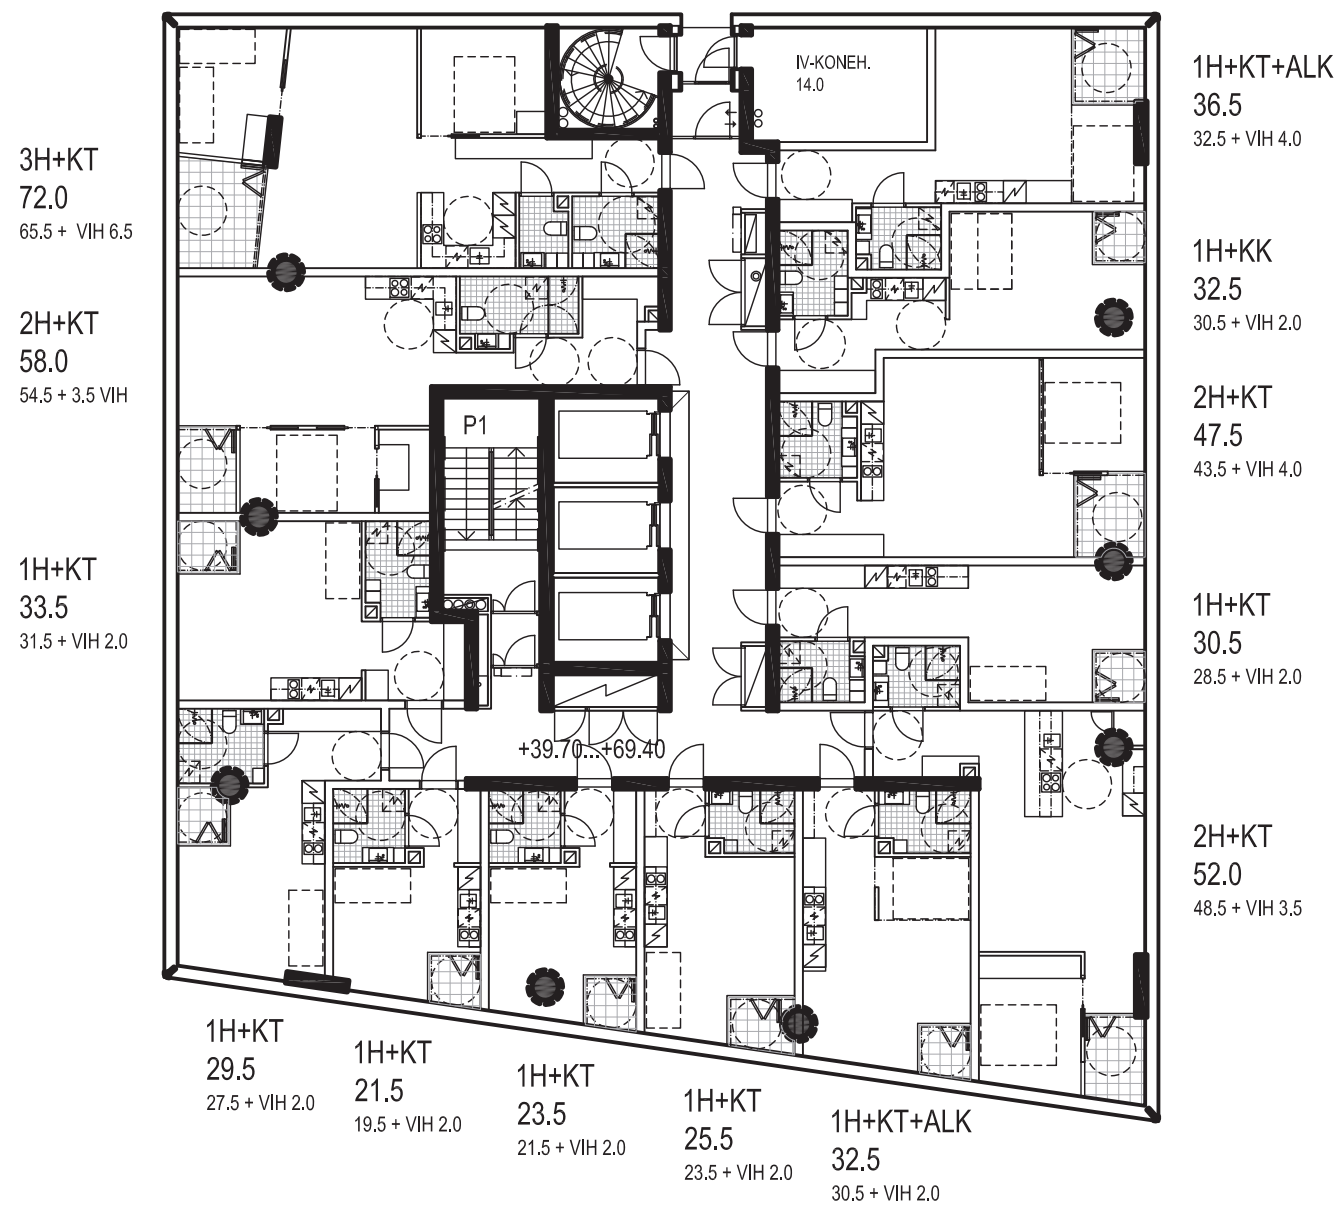 IV-KONEH.
14.0
1H+KT+ALK
36.5
32.5 + VIH 4.0
3H+KT
72.0
65.5 + VIH 6.5
1H+KK
32.5
30.5 + VIH 2.0
2H+KT
58.0
54.5 + 3.5 VIH
P1
2H+KT
47.5
43.5 + VIH 4.0
1H+KT
33.5
31.5 + VIH 2.0
1H+KT
30.5
28.5 + VIH 2.0
+39.70...+69.40
2H+KT
52.0
48.5 + VIH 3.5
1H+KT
29.5
27.5 + VIH 2.0
1H+KT
21.5
19.5 + VIH 2.0
1H+KT
23.5
21.5 + VIH 2.0
1H+KT
25.5
23.5 + VIH 2.0
1H+KT+ALK
32.5
30.5 + VIH 2.0